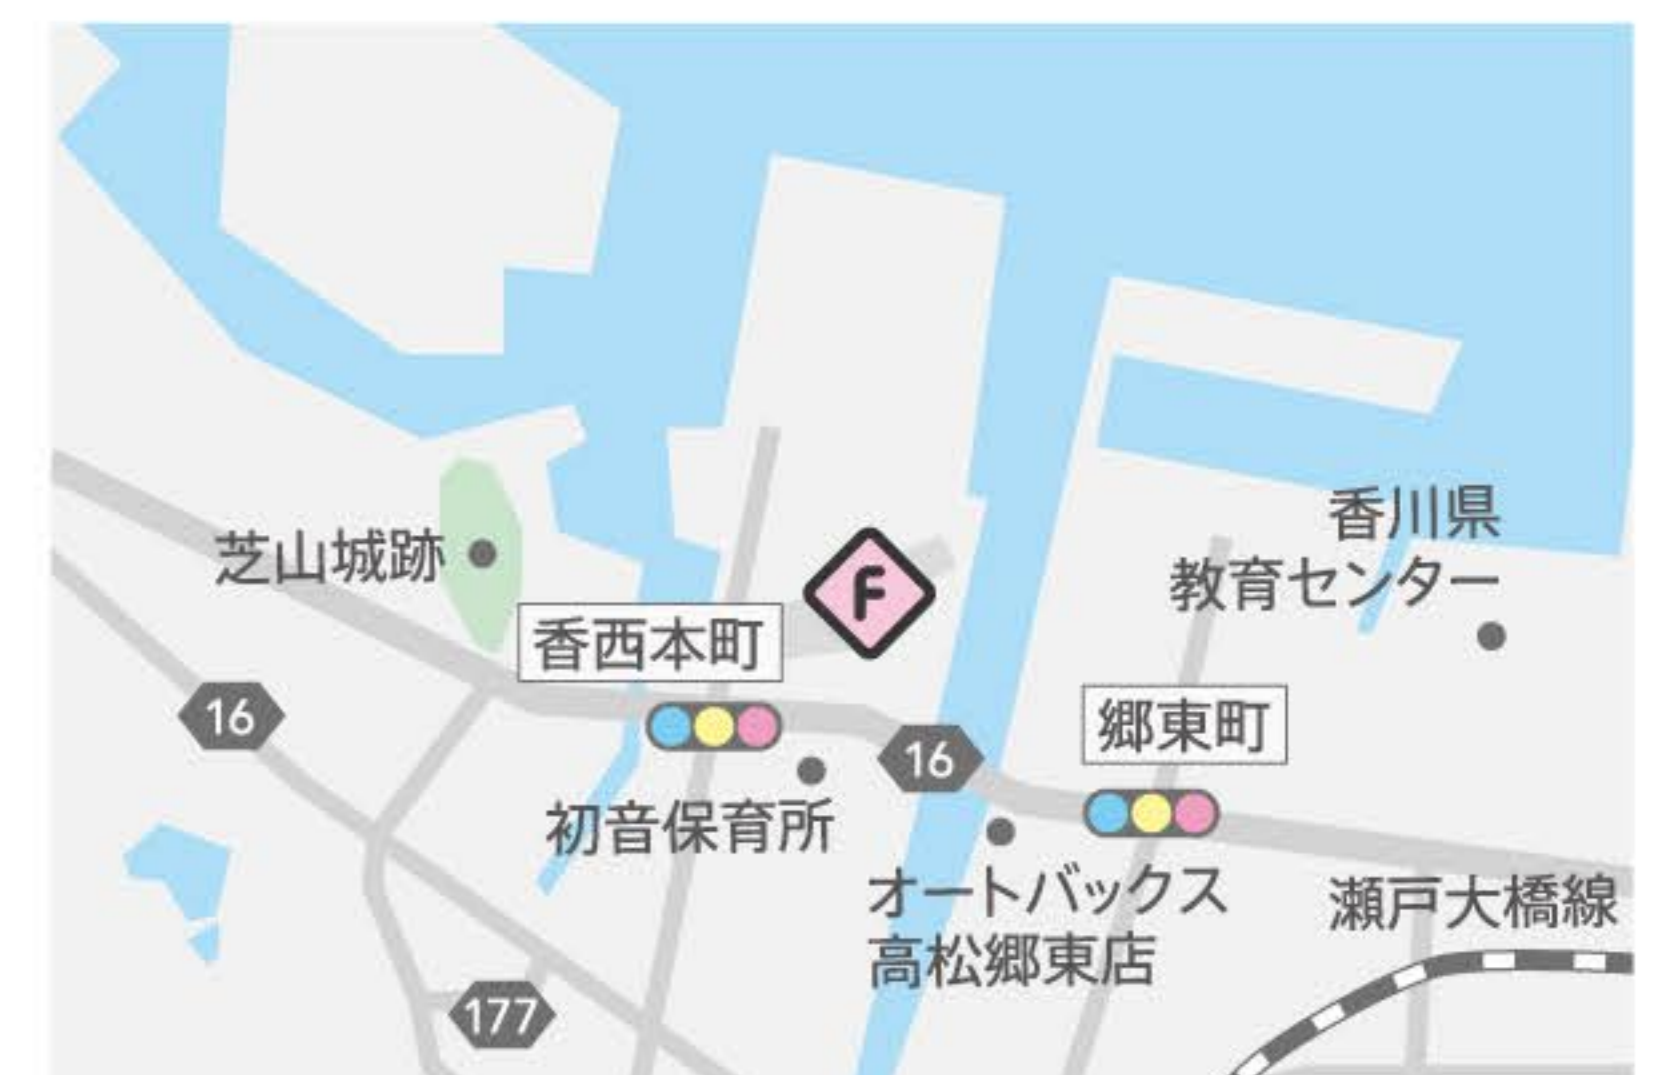 香川県
教育センター
芝山城跡
F
香西本町
16
郷東町
16
初音保育所
オートバックス
高松郷東店
瀬戸大橋線
177